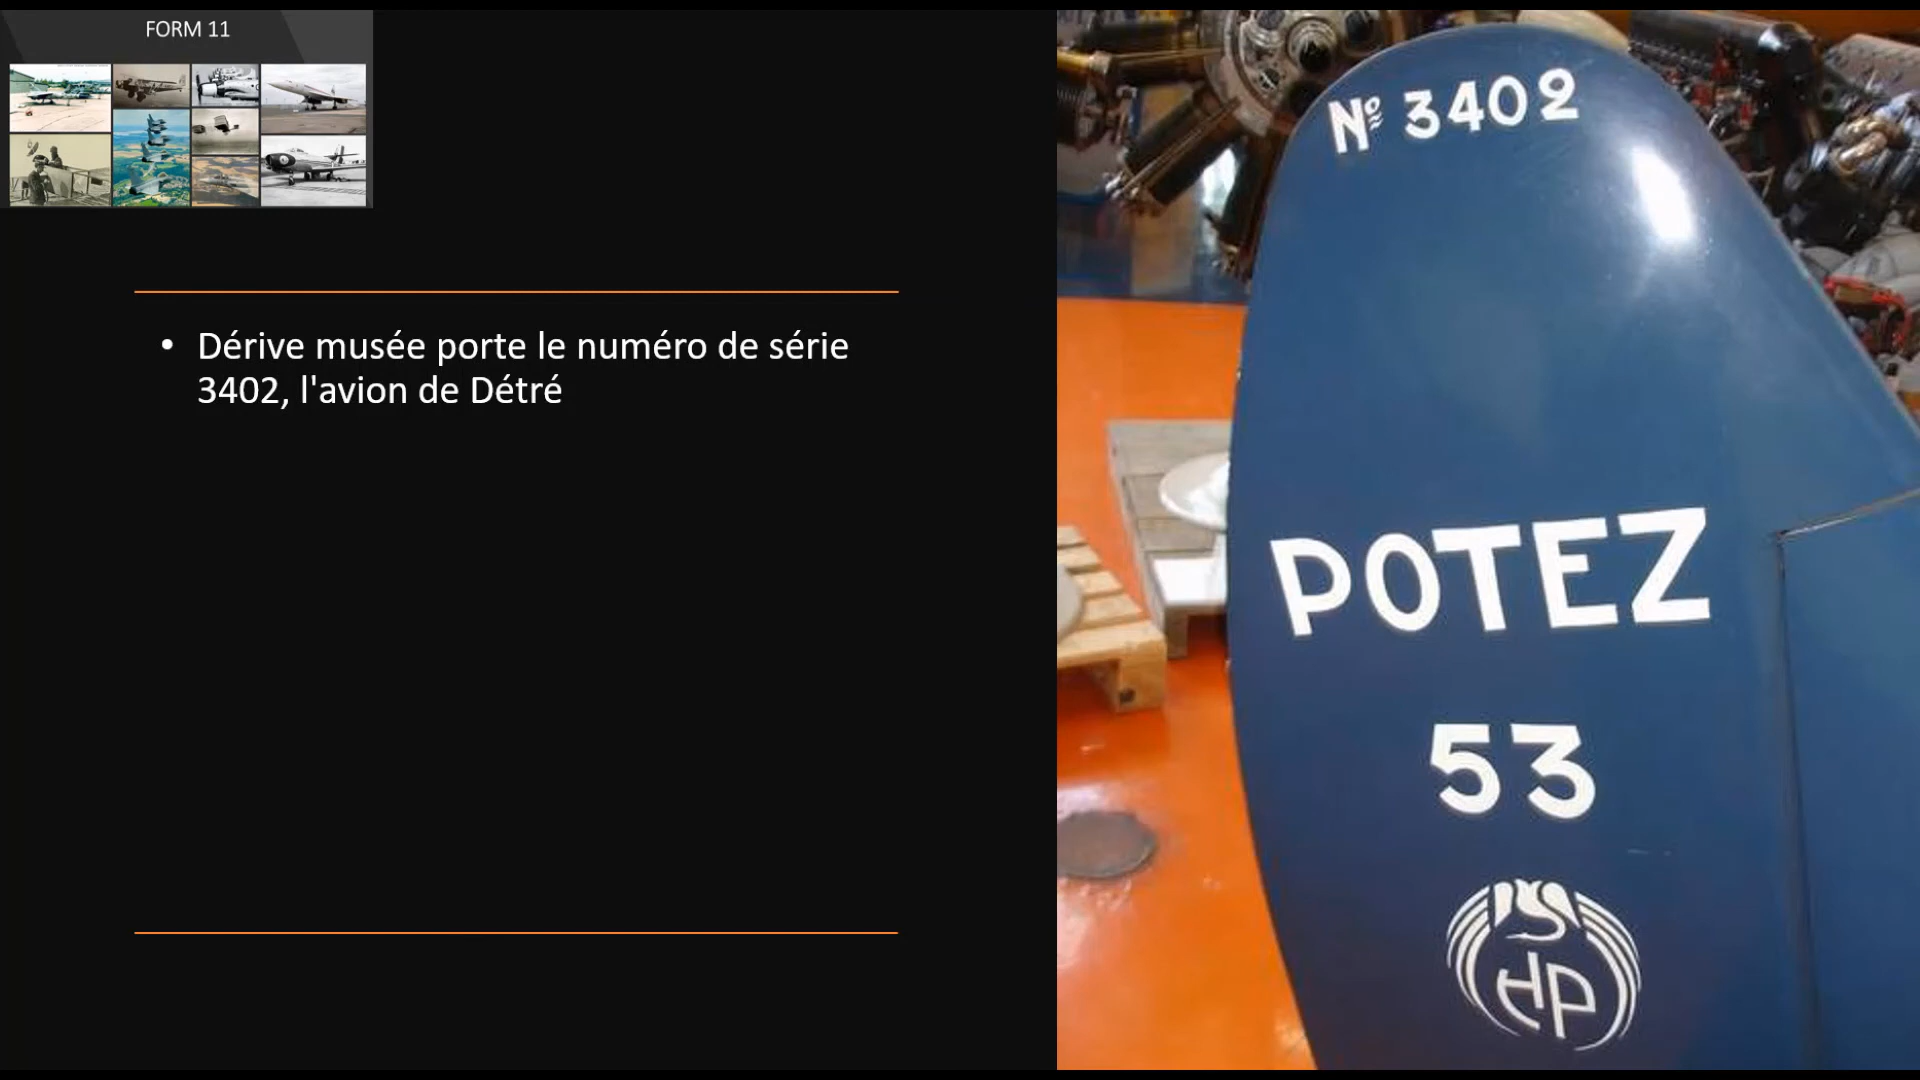 FORM 11
• Dérive musée porte le numéro de série
3402, l'avion de Détré
Nº 3402
POTEZ
53
HP